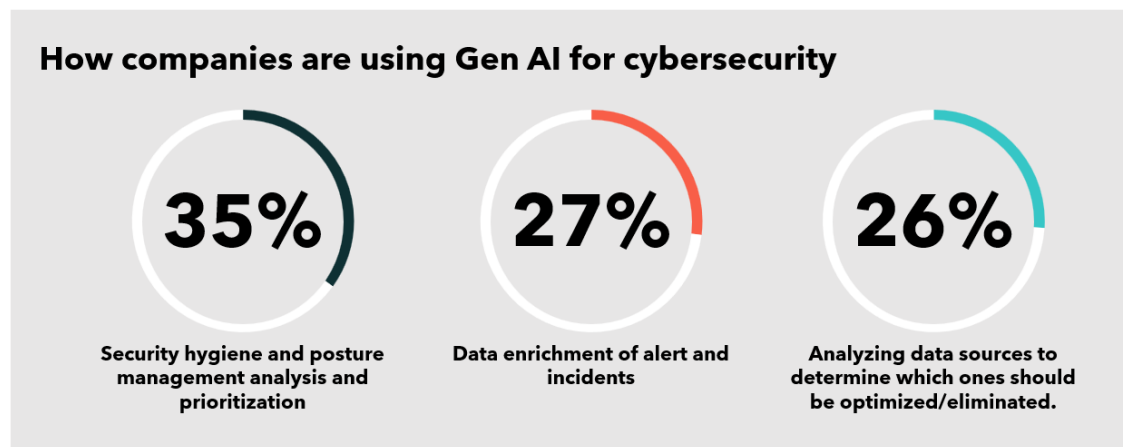 How companies are using Gen AI for cybersecurity
35%
Security hygiene and posture
management analysis and
prioritization
27%
Data enrichment of alert and
incidents
26%
Analyzing data sources to
determine which ones should
be optimized/eliminated.